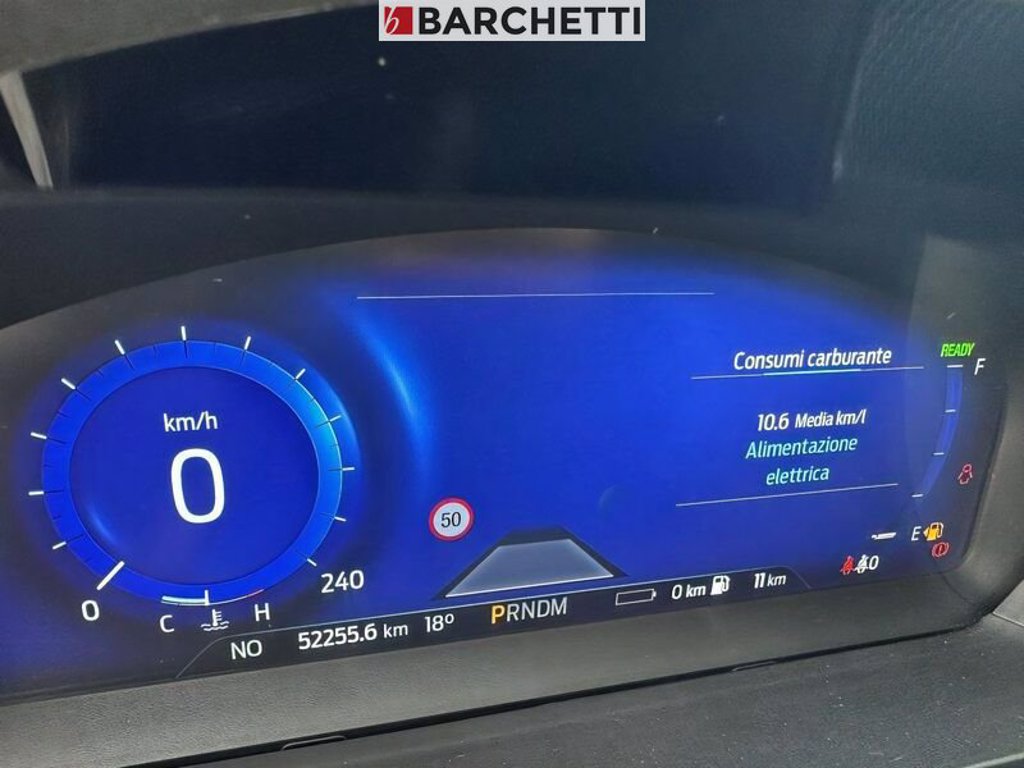 b BARCHETTI
READY
Consumi carburante
F
km/h
10.6 Media km/l
Alimentazione
elettrica
0
50
E
40
0
240
C
H
NO
52255.6 km
18°
PRNDM
0 km
11 km